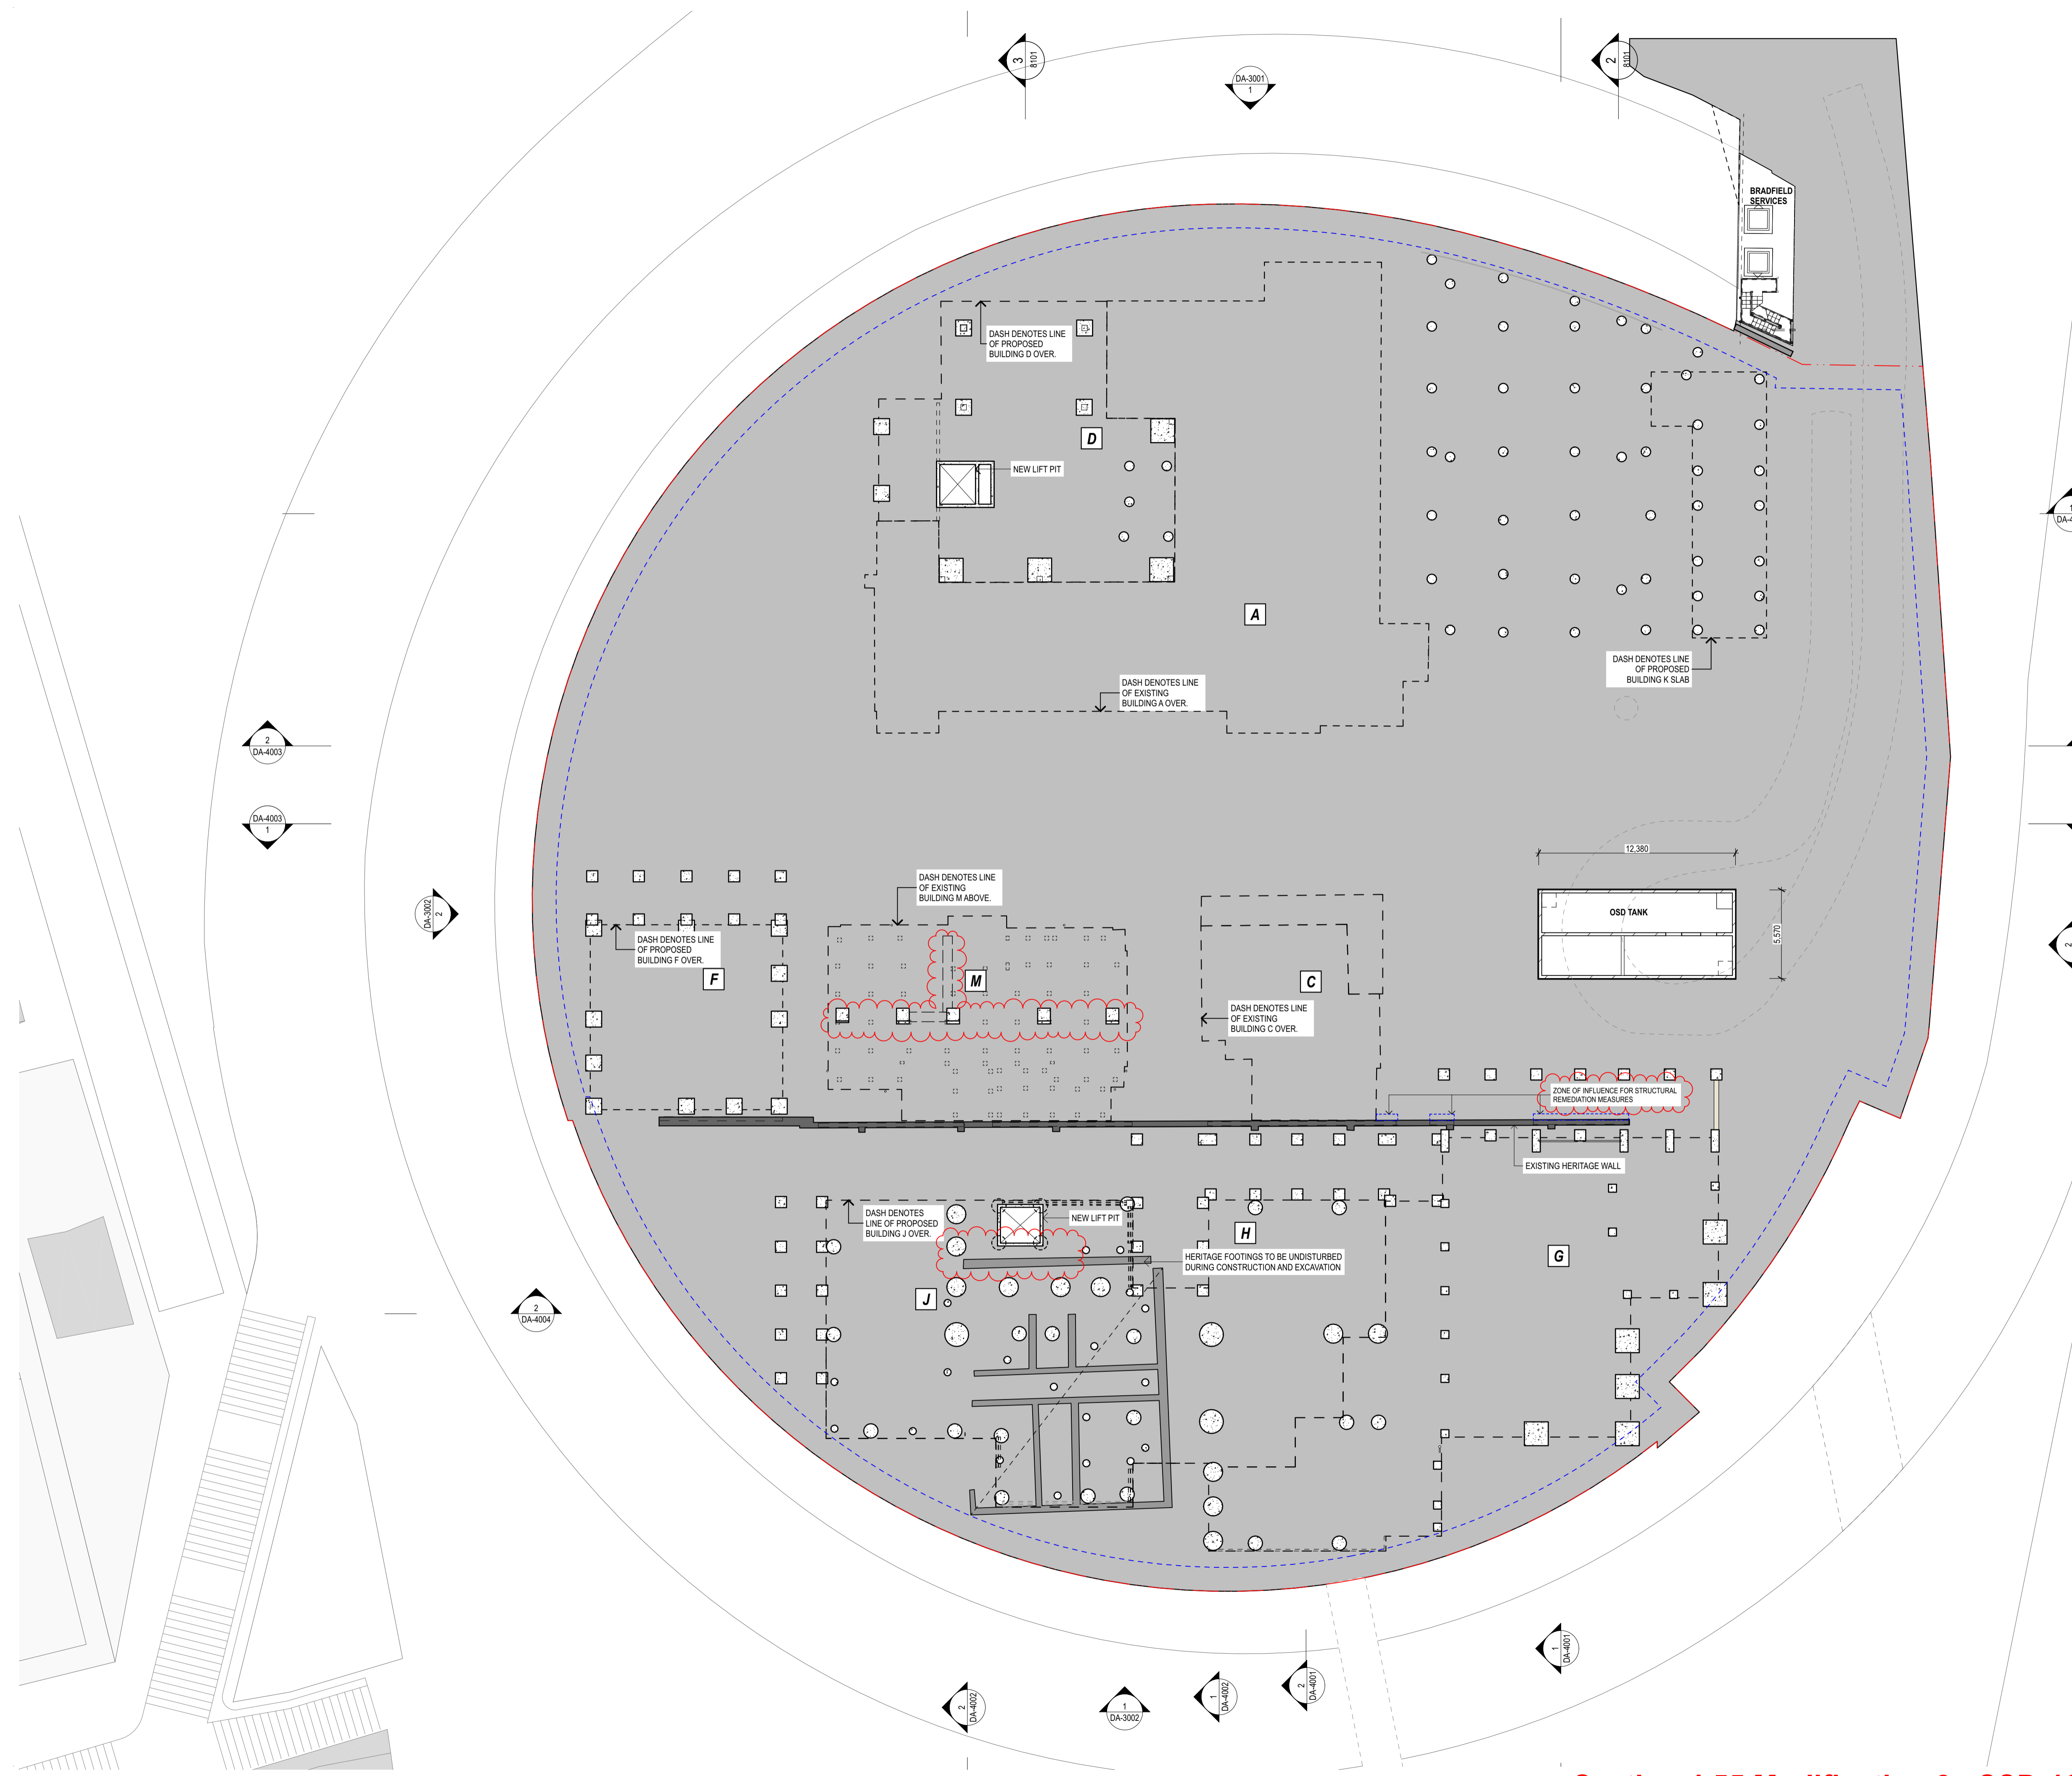 3
8101
DA-3001
1
2
8101
BRADFIELD
SERVICES
DASH DENOTES LINE
OF PROPOSED
BUILDING D OVER.
D
NEW LIFT PIT
A
DASH DENOTES LINE
OF PROPOSED
BUILDING K SLAB
DASH DENOTES LINE
OF EXISTING
BUILDING A OVER.
2
DA-4003
DA-4003
1
12,380
DASH DENOTES LINE
OF EXISTING
BUILDING M ABOVE.
DA-3002
2
OSD TANK
5,570
DASH DENOTES LINE
OF PROPOSED
BUILDING F OVER.
F
M
C
DASH DENOTES LINE
OF EXISTING
BUILDING C OVER.
2
ZONE OF INFLUENCE FOR STRUCTURAL
REMEDIATION MEASURES
EXISTING HERITAGE WALL
DASH DENOTES
LINE OF PROPOSED
BUILDING J OVER.
NEW LIFT PIT
H
G
HERITAGE FOOTINGS TO BE UNDISTURBED
DURING CONSTRUCTION AND EXCAVATION
J
2
DA-4004
1
DA-4001
2
DA-4001
1
DA-4002
2
DA-4002
1
DA-3002